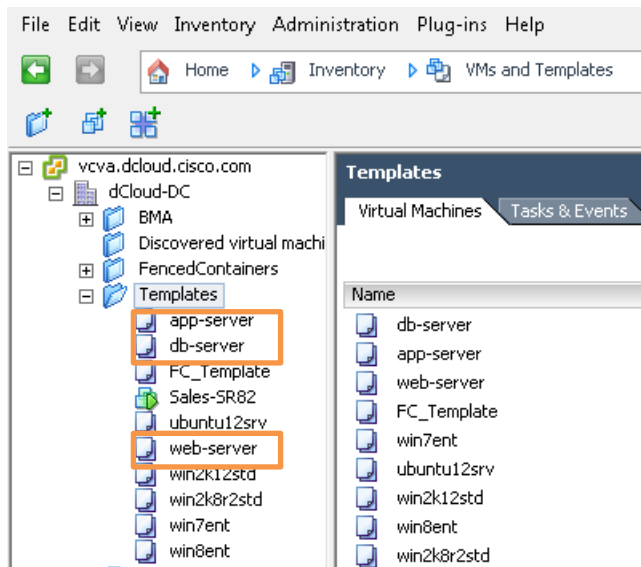 File Edit View Inventory Administration Plug-ins Help
Home Inventory VMs and Templates
vcva.dcloud.cisco.com
dCloud-DC
BMA
Discovered virtual machi
FencedContainers
Templates
app-server
db-server
FC_Template
Sales-SR82
ubuntu12srv
web-server
win2k12std
win2k8r2std
win7ent
win8ent
Templates
Virtual Machines Tasks & Events
Name
db-server
app-server
web-server
FC_Template
win7ent
ubuntu12srv
win2k12std
win8ent
win2k8r2std